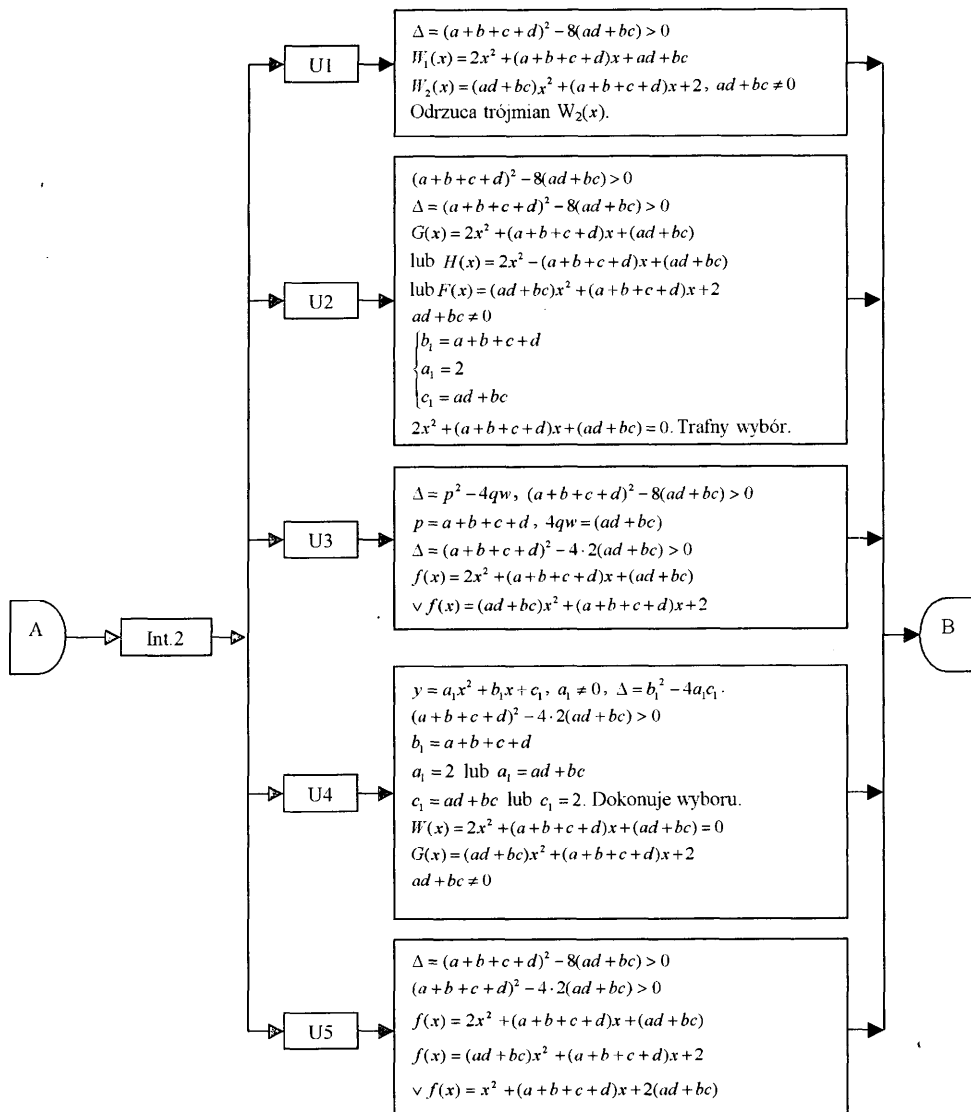 A
Int.2
U1
Δ = (a+b+c+d)² − 8(ad+bc) > 0
W₁(x) = 2x² + (a+b+c+d)x + ad + bc
W₂(x) = (ad+bc)x² + (a+b+c+d)x + 2, ad+bc ≠ 0
Odrzuca trójmian W₂(x).
U2
(a+b+c+d)² − 8(ad+bc) > 0
Δ = (a+b+c+d)² − 8(ad+bc) > 0
G(x) = 2x² + (a+b+c+d)x + (ad+bc)
lub H(x) = 2x² − (a+b+c+d)x + (ad+bc)
lub F(x) = (ad+bc)x² + (a+b+c+d)x + 2
ad+bc ≠ 0
b₁ = a+b+c+d
a₁ = 2
c₁ = ad+bc
2x² + (a+b+c+d)x + (ad+bc) = 0. Trafny wybór.
U3
Δ = p² − 4qw, (a+b+c+d)² − 8(ad+bc) > 0
p = a+b+c+d, 4qw = (ad+bc)
Δ = (a+b+c+d)² − 4·2(ad+bc) > 0
f(x) = 2x² + (a+b+c+d)x + (ad+bc)
∨ f(x) = (ad+bc)x² + (a+b+c+d)x + 2
U4
y = a₁x² + b₁x + c₁, a₁ ≠ 0, Δ = b₁² − 4a₁c₁.
(a+b+c+d)² − 4·2(ad+bc) > 0
b₁ = a+b+c+d
a₁ = 2 lub a₁ = ad+bc
c₁ = ad+bc lub c₁ = 2. Dokonuje wyboru.
W(x) = 2x² + (a+b+c+d)x + (ad+bc) = 0
G(x) = (ad+bc)x² + (a+b+c+d)x + 2
ad+bc ≠ 0
U5
Δ = (a+b+c+d)² − 8(ad+bc) > 0
(a+b+c+d)² − 4·2(ad+bc) > 0
f(x) = 2x² + (a+b+c+d)x + (ad+bc)
f(x) = (ad+bc)x² + (a+b+c+d)x + 2
∨ f(x) = x² + (a+b+c+d)x + 2(ad+bc)
B